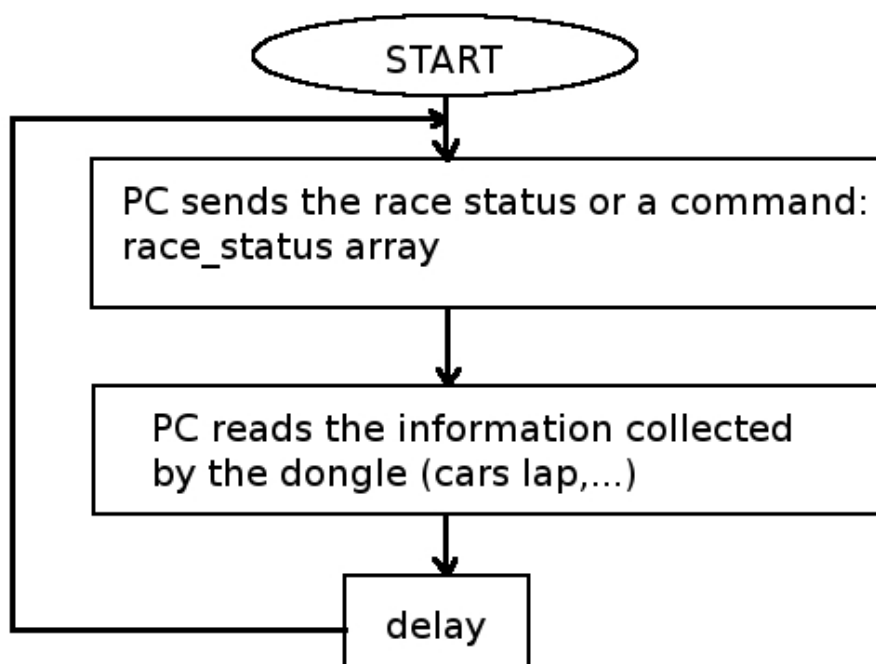 START
PC sends the race status or a command:
race_status array
PC reads the information collected
by the dongle (cars lap,...)
delay